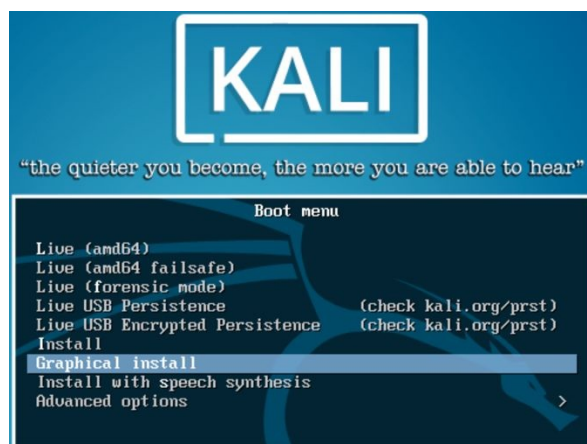 KALI
“the quieter you become, the more you are able to hear”
Boot menu
Live (amd64)
Live (amd64 failsafe)
Live (forensic mode)
Live USB Persistence (check kali.org/prst)
Live USB Encrypted Persistence (check kali.org/prst)
Install
Graphical install
Install with speech synthesis
Advanced options >